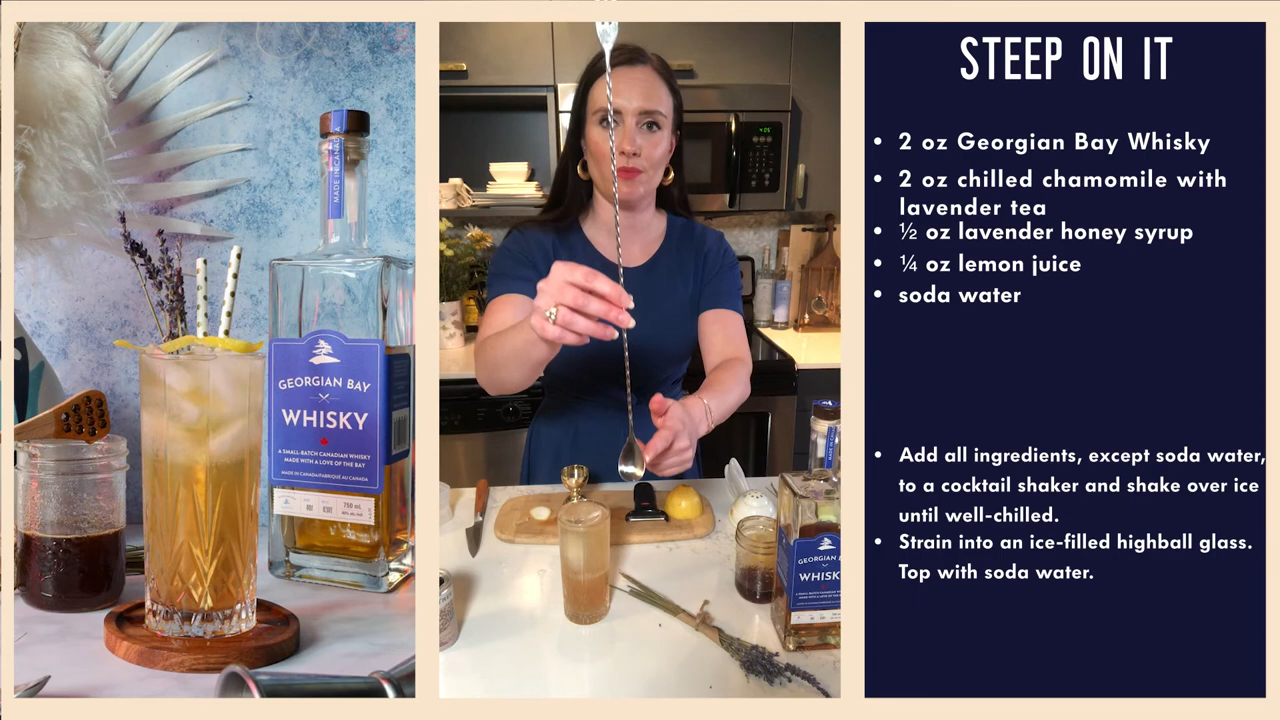 MADE IN CANADA
GEORGIAN BAY
WHISKY
A SMALL-BATCH CANADIAN WHISKY
MADE WITH A LOVE OF THE BAY
MADE IN CANADA/FABRIQUÉ AU CANADA
750 mL
4:05
GEORGIAN B
WHISK
STEEP ON IT
• 2 oz Georgian Bay Whisky
• 2 oz chilled chamomile with
lavender tea
• ½ oz lavender honey syrup
• ¼ oz lemon juice
• soda water
• Add all ingredients, except soda water,
to a cocktail shaker and shake over ice
until well-chilled.
• Strain into an ice-filled highball glass.
Top with soda water.